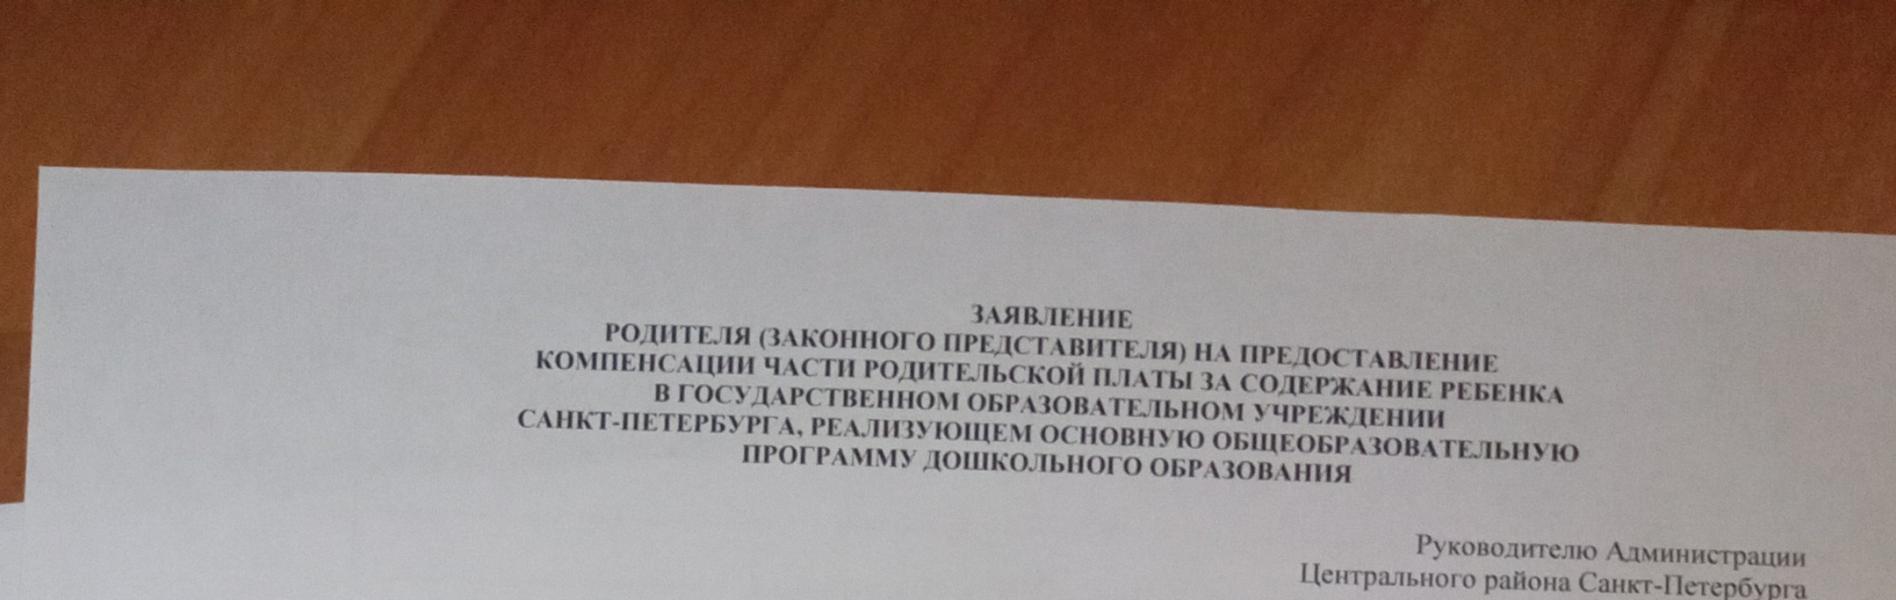 ЗАЯВЛЕНИЕ
РОДИТЕЛЯ (ЗАКОННОГО ПРЕДСТАВИТЕЛЯ) НА ПРЕДОСТАВЛЕНИЕ
КОМПЕНСАЦИИ ЧАСТИ РОДИТЕЛЬСКОЙ ПЛАТЫ ЗА СОДЕРЖАНИЕ РЕБЕНКА
В ГОСУДАРСТВЕННОМ ОБРАЗОВАТЕЛЬНОМ УЧРЕЖДЕНИИ
САНКТ-ПЕТЕРБУРГА, РЕАЛИЗУЮЩЕМ ОСНОВНУЮ ОБЩЕОБРАЗОВАТЕЛЬНУЮ
ПРОГРАММУ ДОШКОЛЬНОГО ОБРАЗОВАНИЯ
Руководителю Администрации
Центрального района Санкт-Петербурга